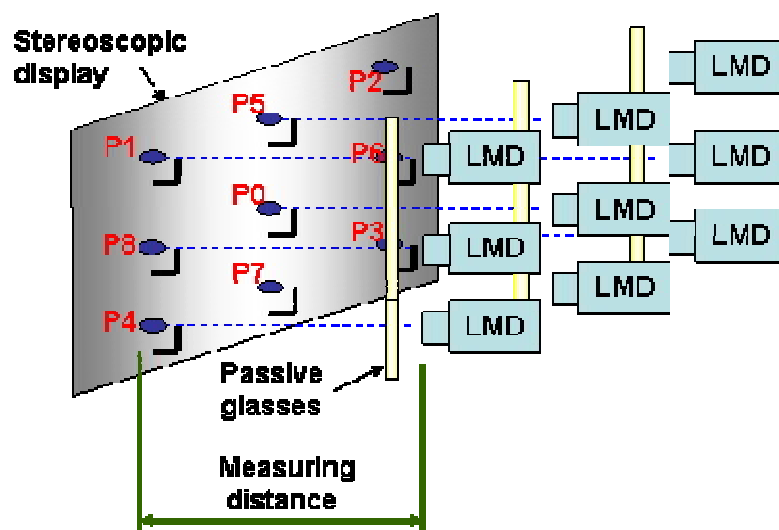 Stereoscopic
display
P2
LMD
P5
LMD
P1
P6
LMD
LMD
P0
LMD
P8
P3
LMD
LMD
P7
LMD
P4
LMD
Passive
glasses
Measuring
distance